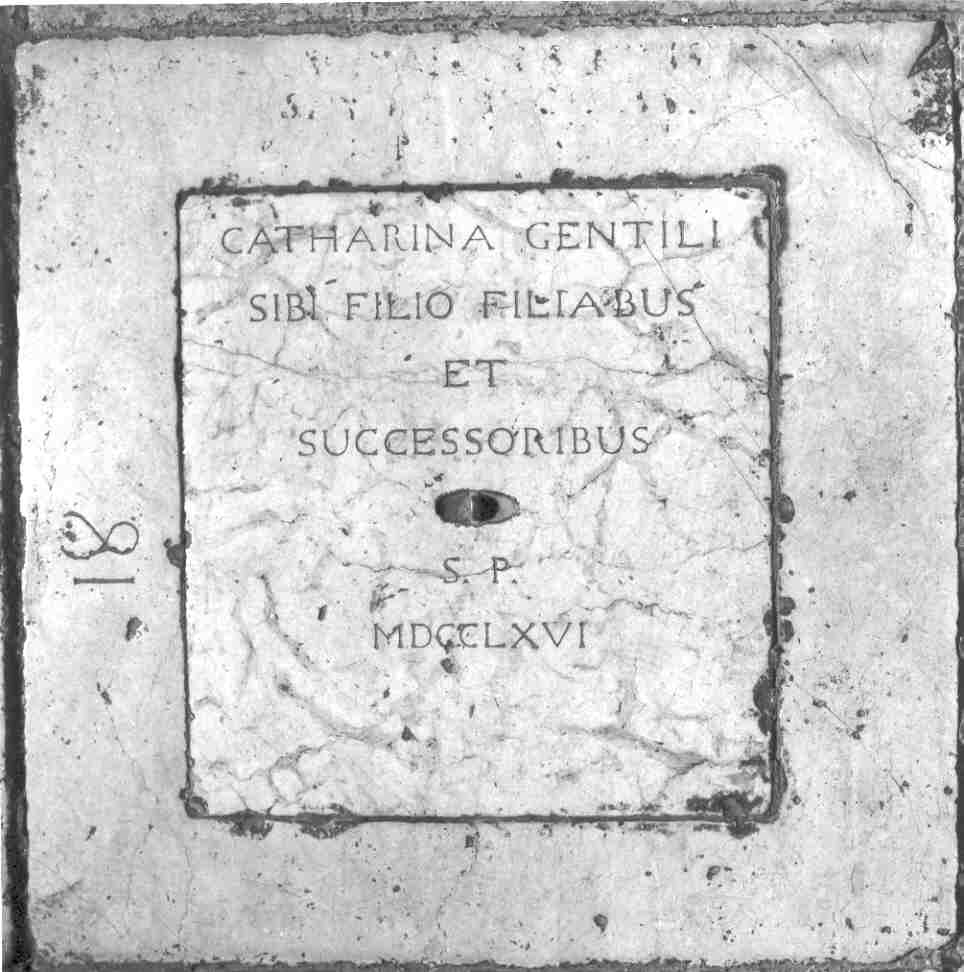 CATHARINA GENTILI
SIBI FILIO FILIABUS
ET
SUCCESSORIBUS
S. P.
MDCCLXVI
18